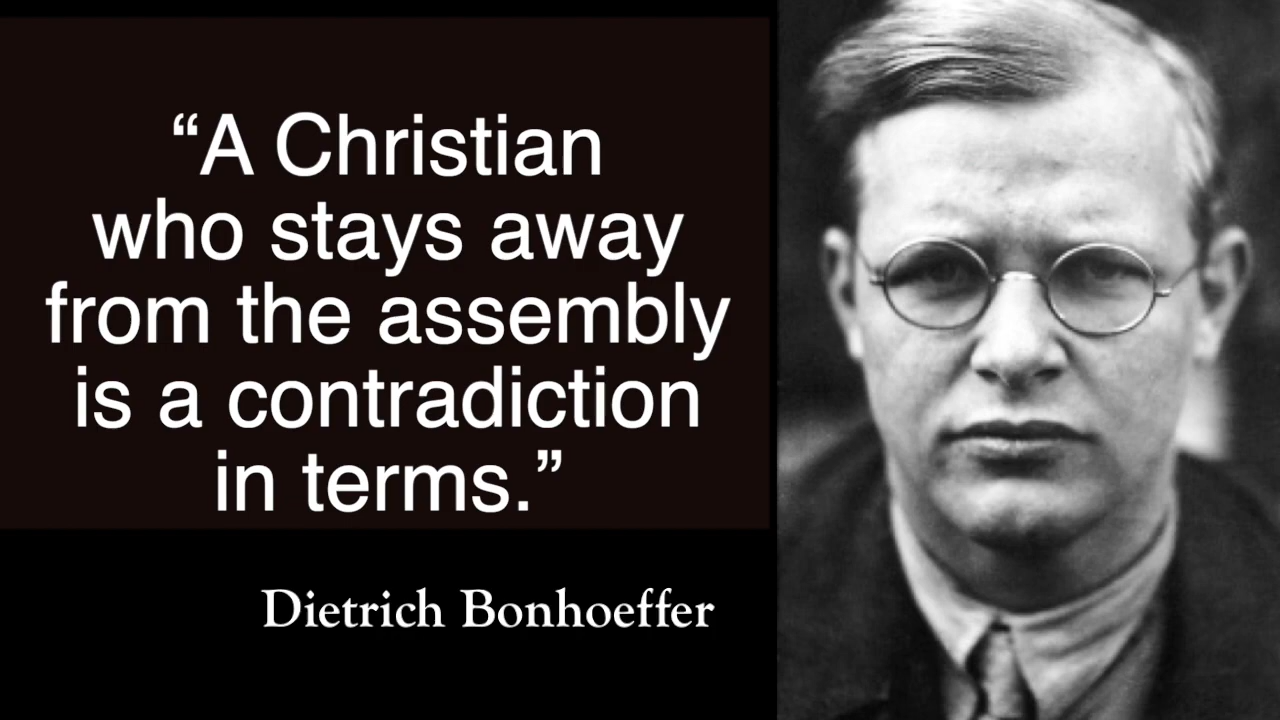 “A Christian
who stays away
from the assembly
is a contradiction
in terms.”
Dietrich Bonhoeffer